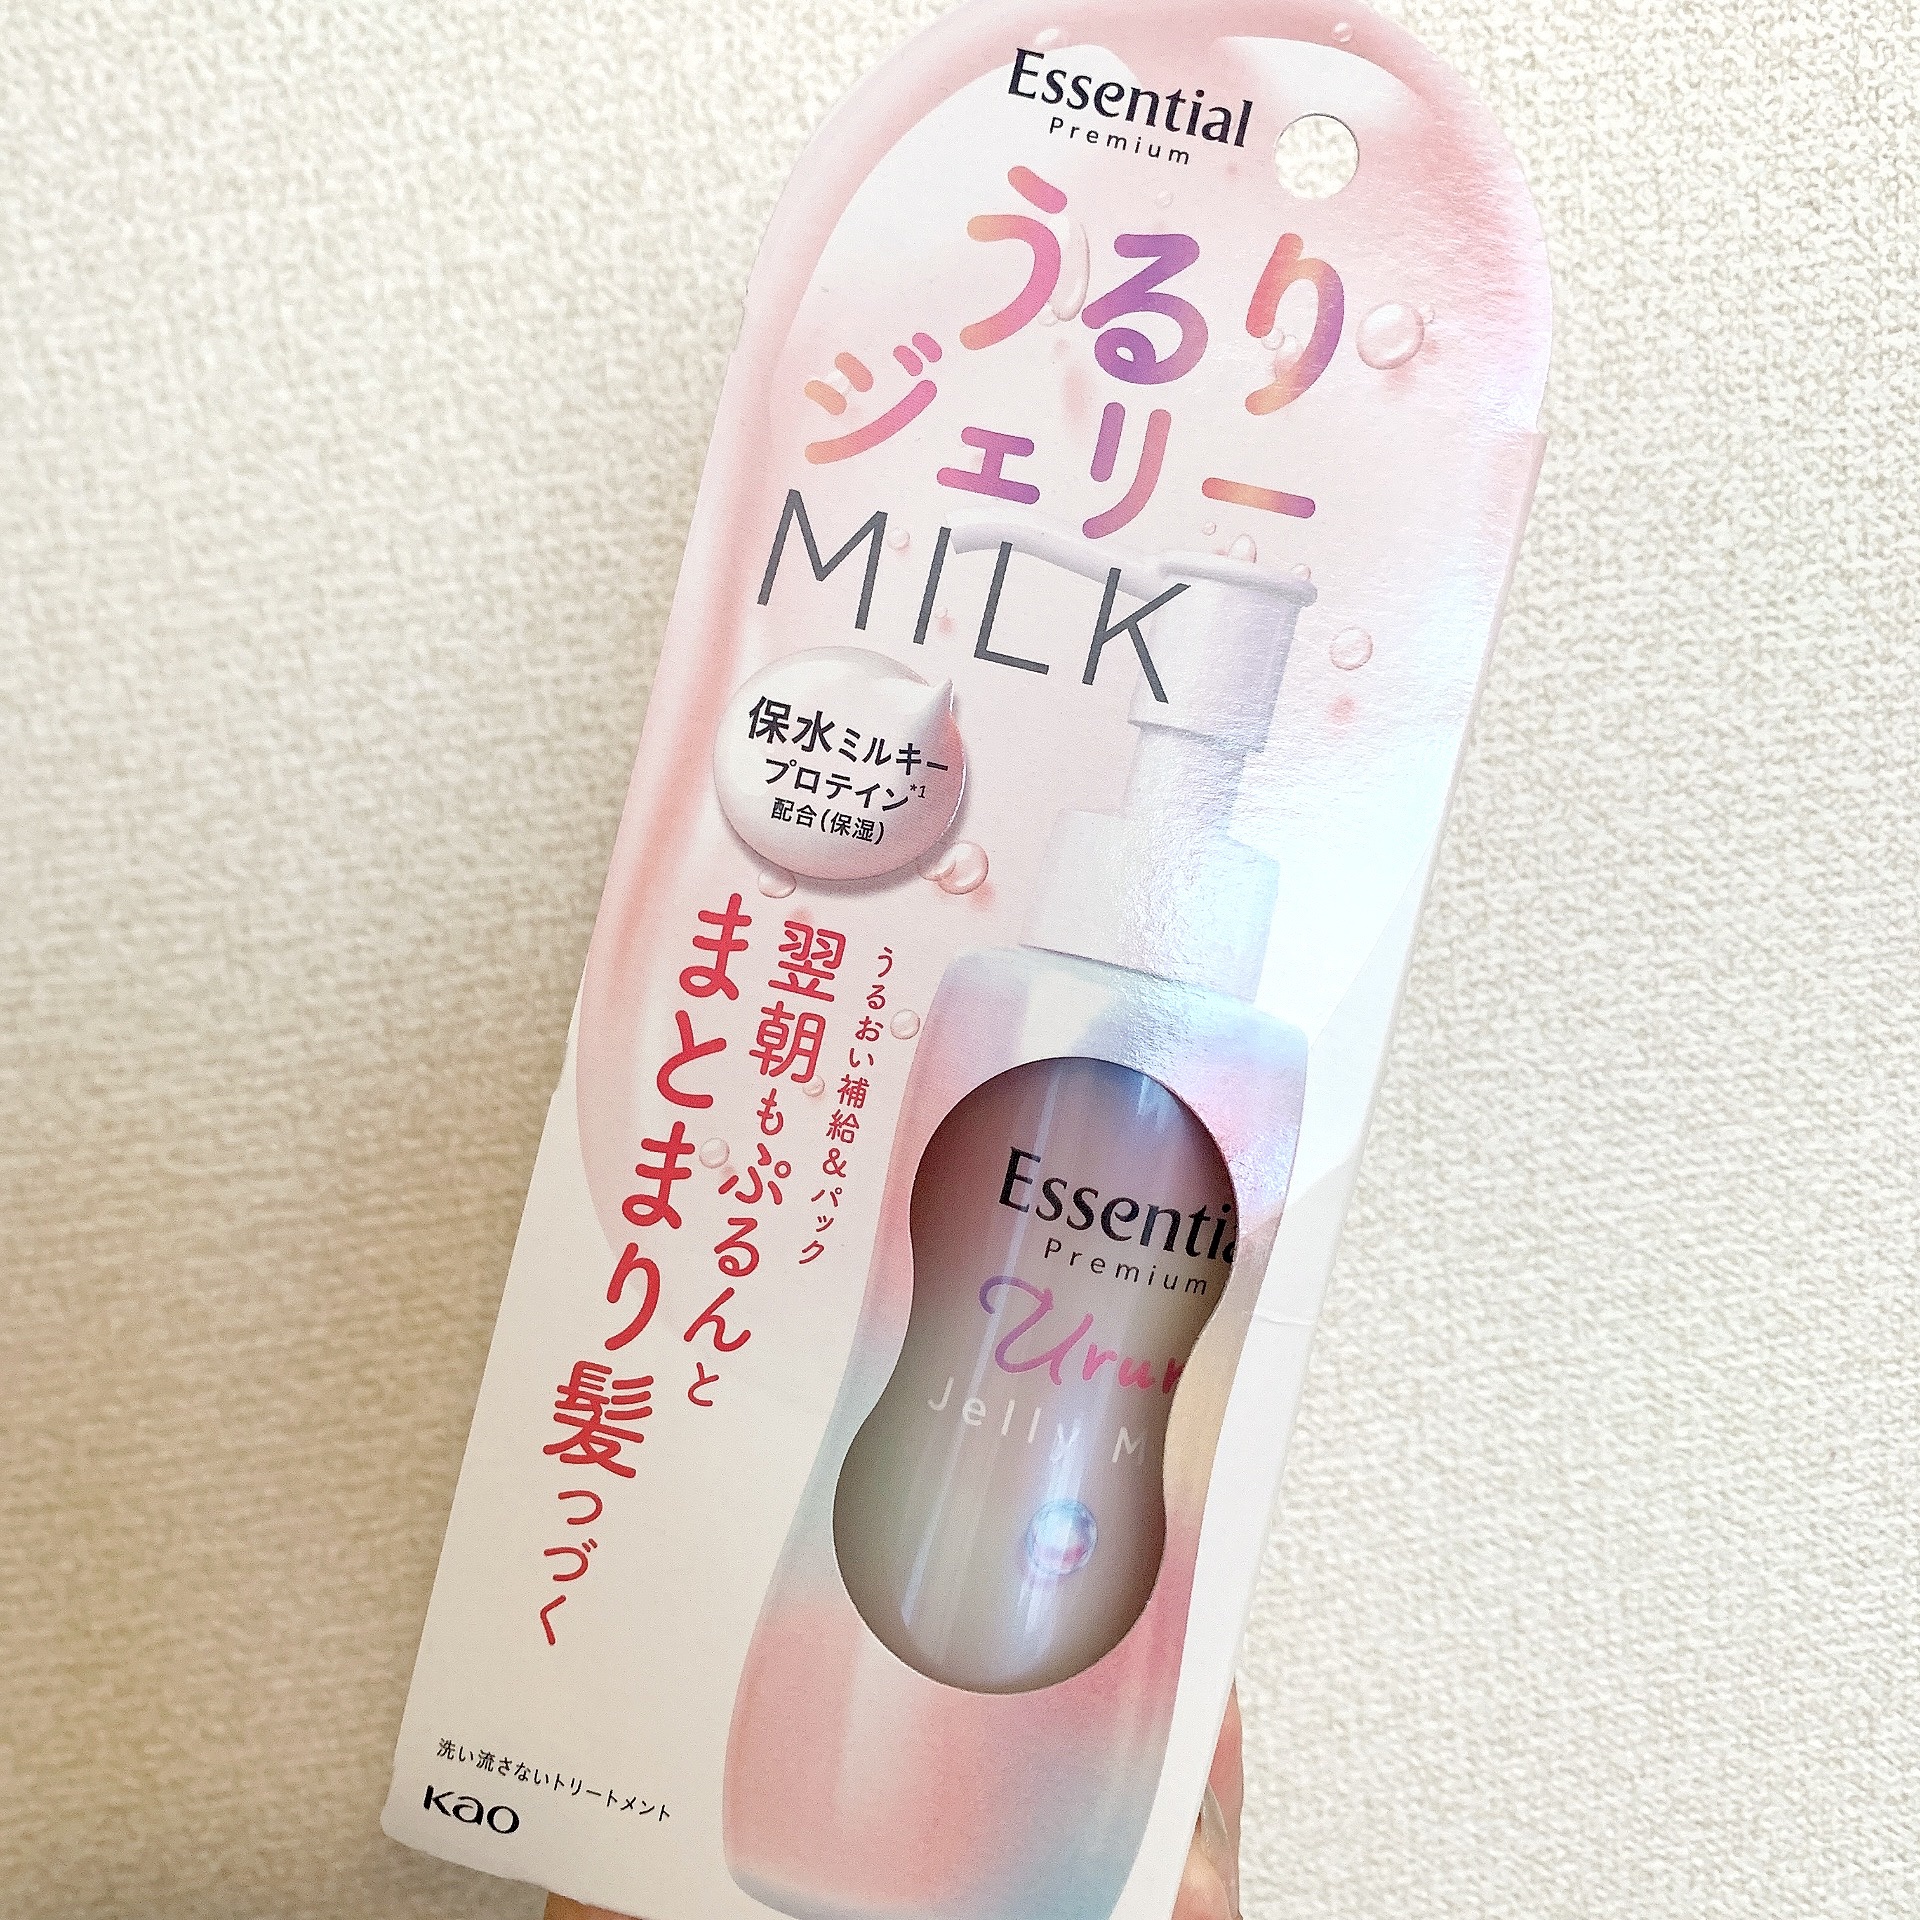 Essential
Premium
うるり
ジェリー
MILK
保水ミルキー
プロテイン*1
配合(保湿)
うるおい補給&パック
翌朝もぷるんと
まとまり髪つづく
Essentia
Premium
Urur
Jelly M
洗い流さないトリートメント
Kao